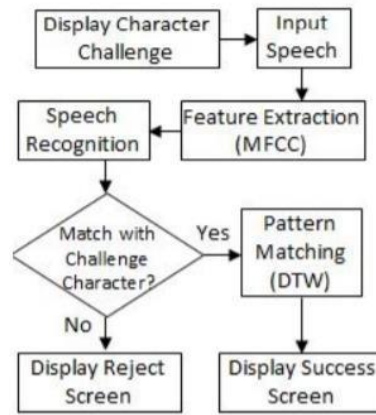 Display Character
Challenge
Input
Speech
Feature Extraction
(MFCC)
Speech
Recognition
Match with
Challenge
Character?
Yes
Pattern
Matching
(DTW)
No
Display Reject
Screen
Display Success
Screen